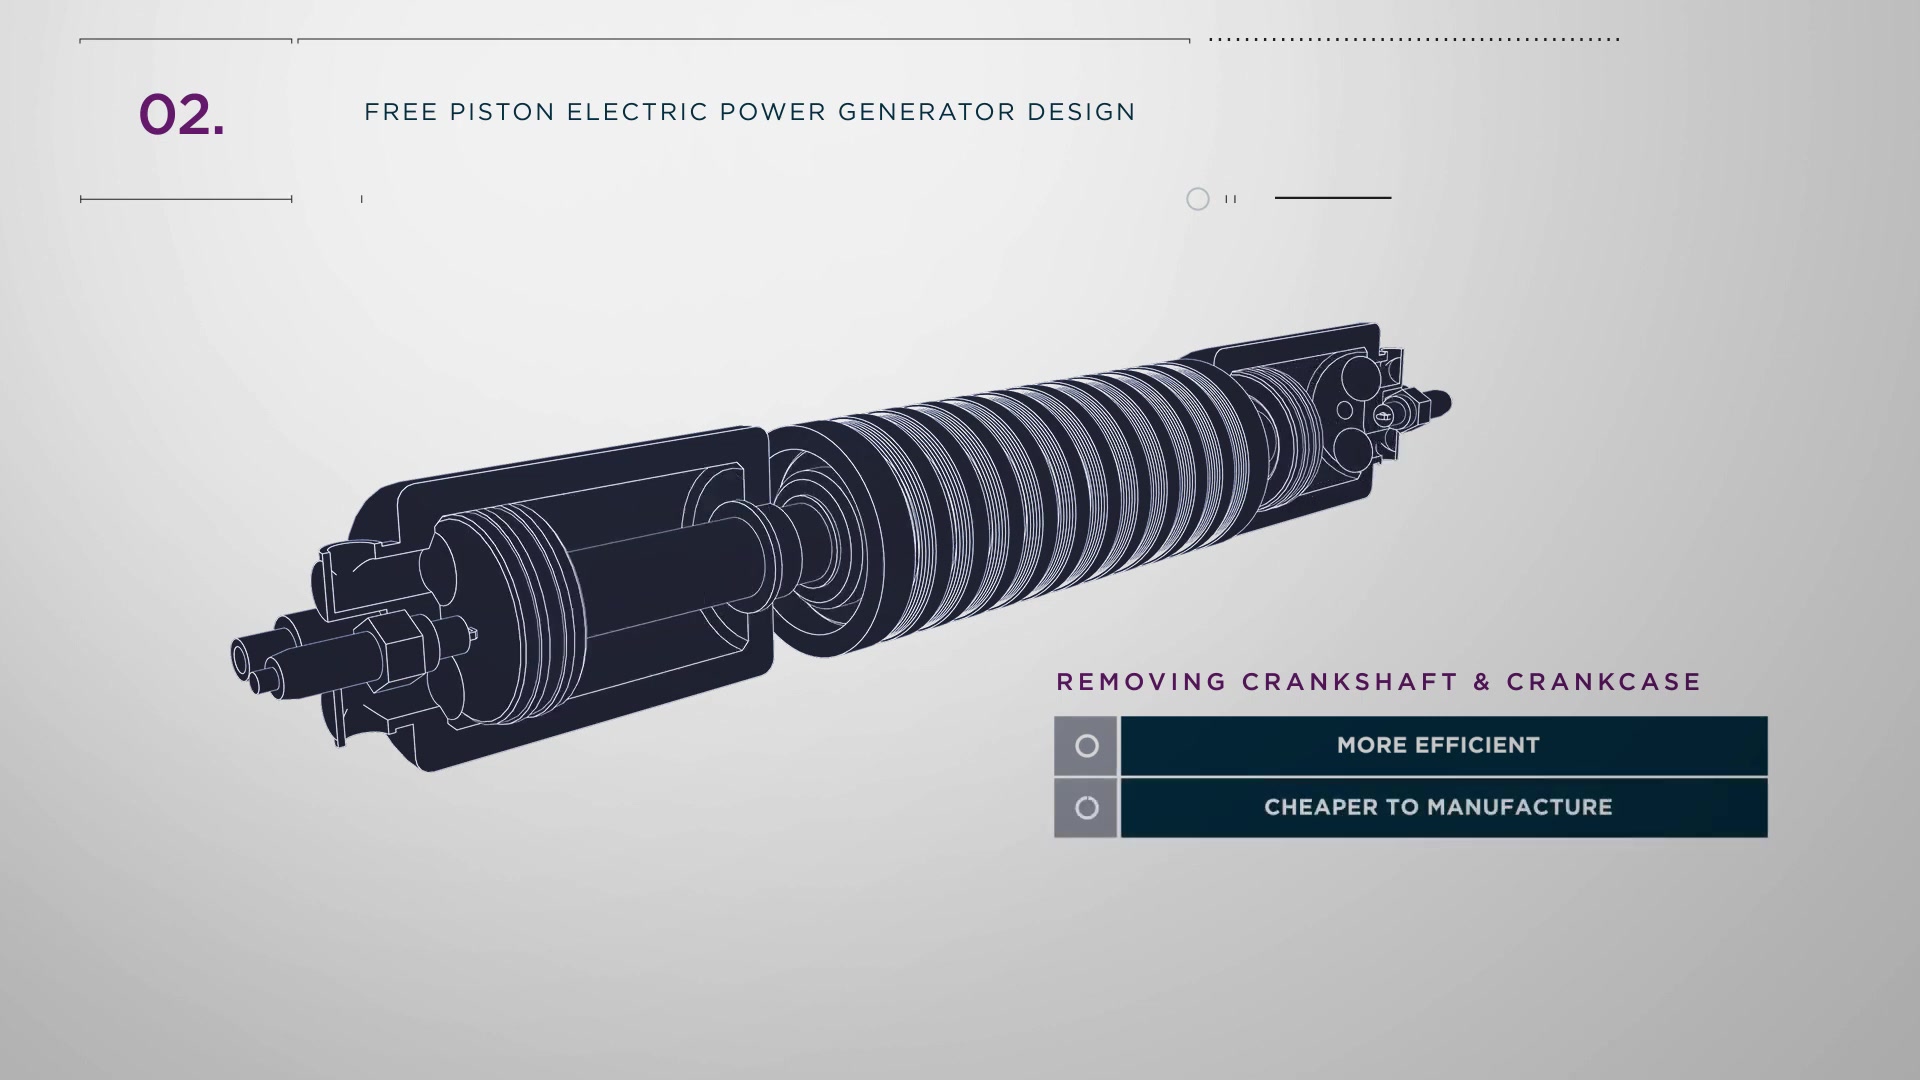 02.
FREE PISTON ELECTRIC POWER GENERATOR DESIGN
REMOVING CRANKSHAFT & CRANKCASE
MORE EFFICIENT
CHEAPER TO MANUFACTURE